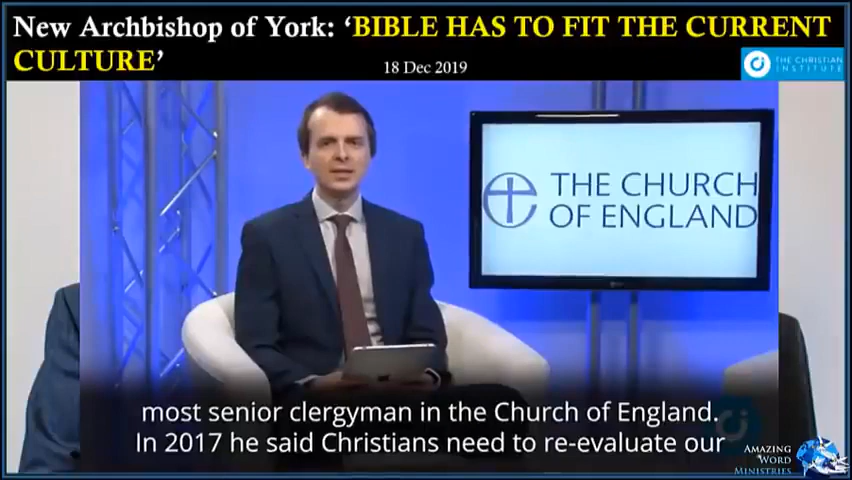 New Archbishop of York: ‘BIBLE HAS TO FIT THE CURRENT
CULTURE’
18 Dec 2019
THE CHRISTIAN
INSTITUTE
THE CHURCH
OF ENGLAND
most senior clergyman in the Church of England.
In 2017 he said Christians need to re-evaluate our
AMAZING
WORD
MINISTRIES